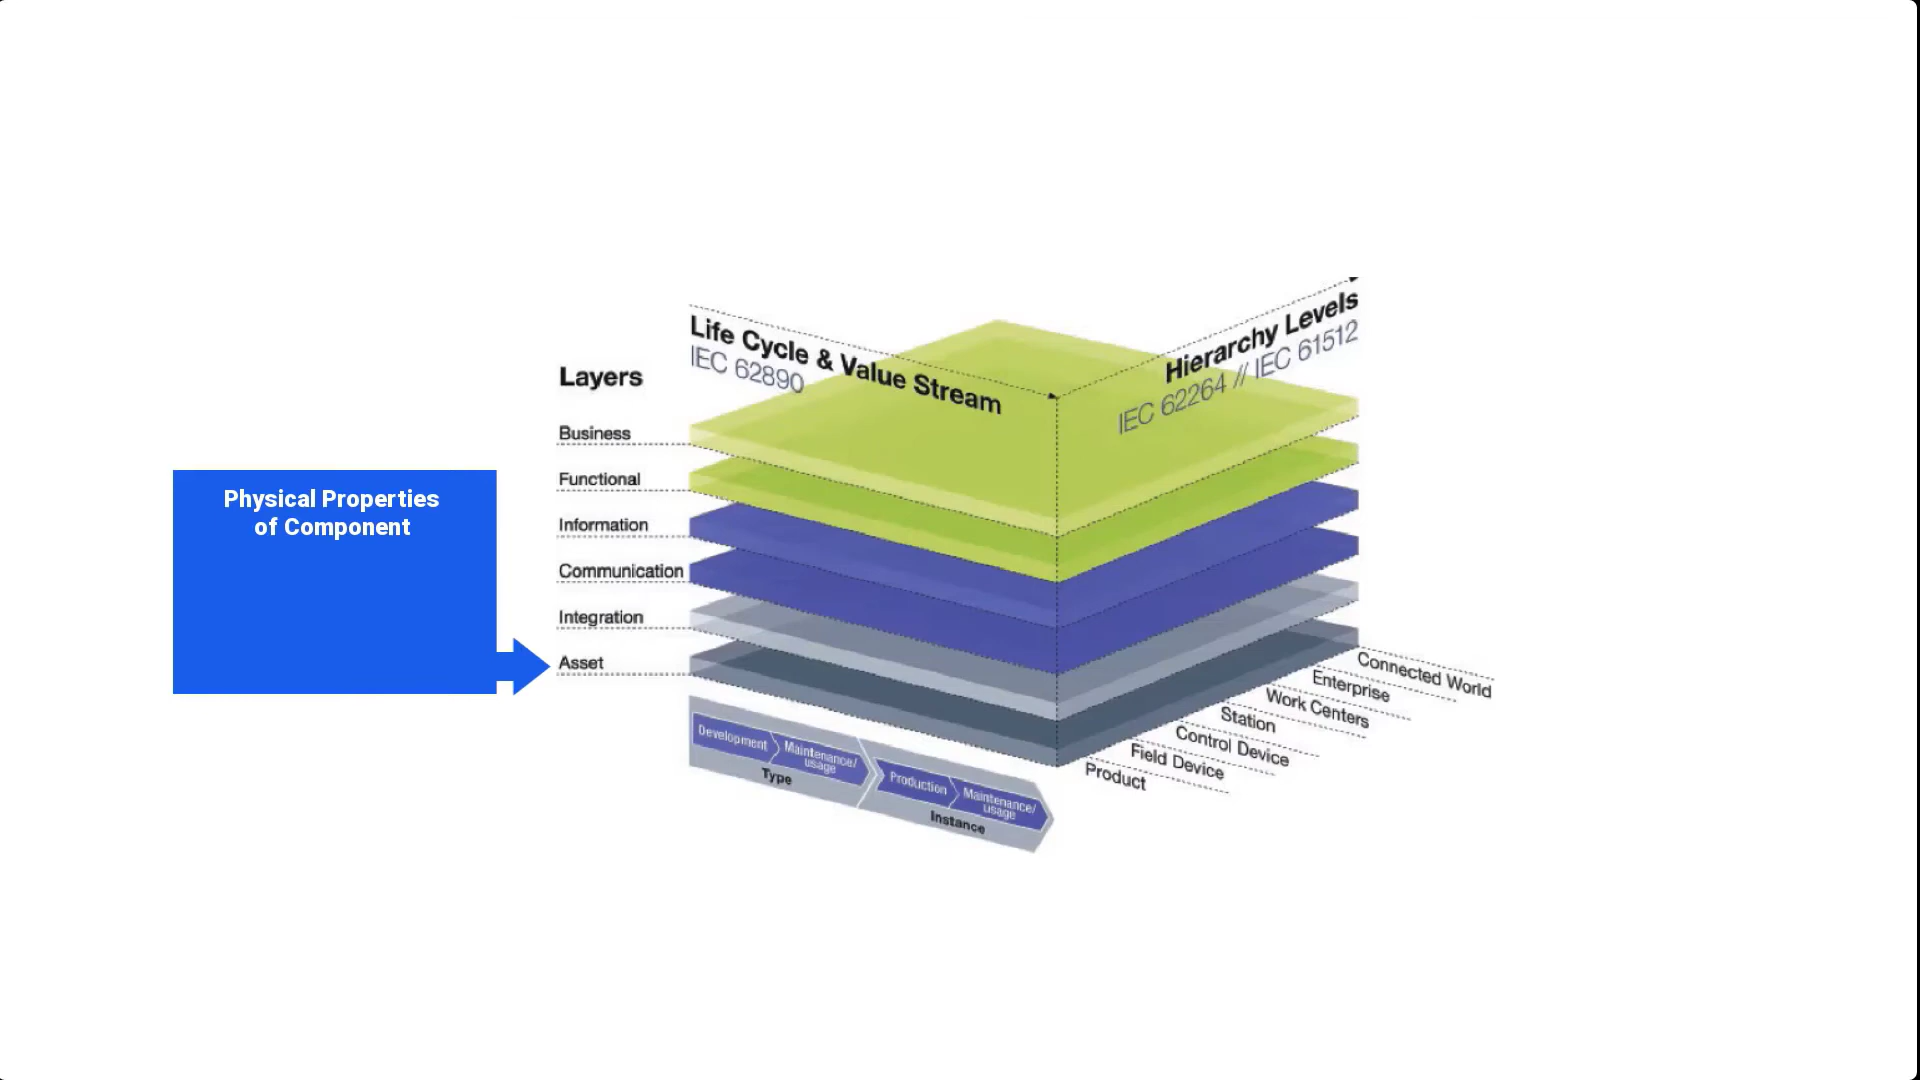 Physical Properties
of Component
Layers
Business
Functional
Information
Communication
Integration
Asset
Life Cycle & Value Stream
IEC 62890
Hierarchy Levels
IEC 62264 // IEC 61512
Connected World
Enterprise
Work Centers
Station
Control Device
Field Device
Product
Development
Maintenance/
usage
Type
Production
Maintenance/
usage
Instance